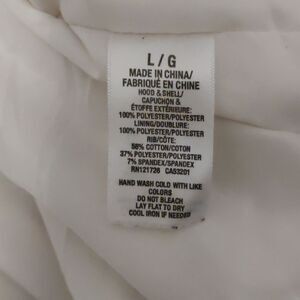 L / G
MADE IN CHINA/
FABRIQUÉ EN CHINE
HOOD & SHELL/
CAPUCHON &
ÉTOFFE EXTÉRIEURE:
100% POLYESTER/POLYESTER
LINING/DOUBLURE:
100% POLYESTER/POLYESTER
RIB/CÔTE:
56% COTTON/COTON
37% POLYESTER/POLYESTER
7% SPANDEX/SPANDEX
RN121726 CA53201
HAND WASH COLD WITH LIKE
COLORS
DO NOT BLEACH
LAY FLAT TO DRY
COOL IRON IF NEEDED